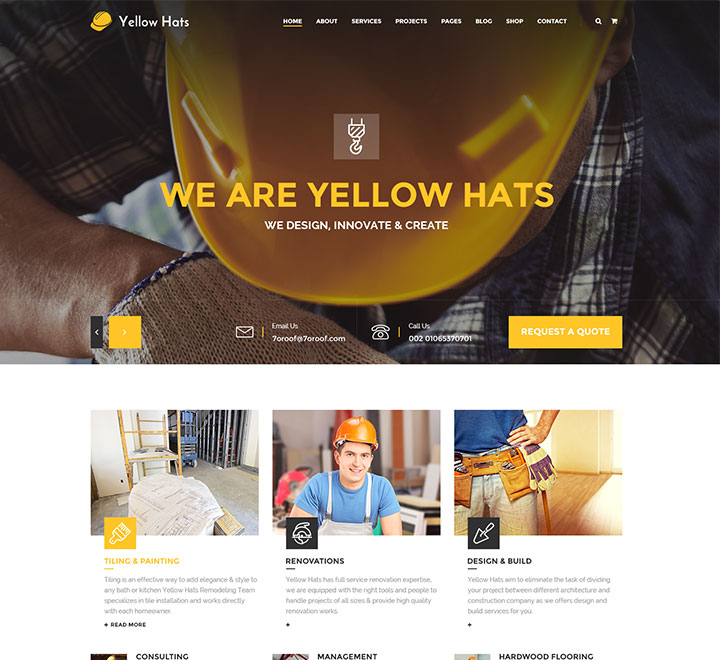 Yellow Hats
HOME ABOUT SERVICES PROJECTS PAGES BLOG SHOP CONTACT
WE ARE YELLOW HATS
WE DESIGN, INNOVATE & CREATE
Email Us
7oroof@7oroof.com
Call Us
002 01065370701
REQUEST A QUOTE
TILING & PAINTING
Tiling is an effective way to add elegance & style to
any bath or kitchen Yellow Hats Remodeling Team
specializes in tile installation and works directly
with each homeowner.
+ READ MORE
RENOVATIONS
Yellow Hats has full service renovation expertise,
we are equipped with the right tools and people to
handle projects of all sizes & provide high quality
renovation works.
+
DESIGN & BUILD
Yellow Hats aim to eliminate the task of dividing
your project between different architecture and
construction company as we offers design and
build services for you.
+
CONSULTING
MANAGEMENT
HARDWOOD FLOORING